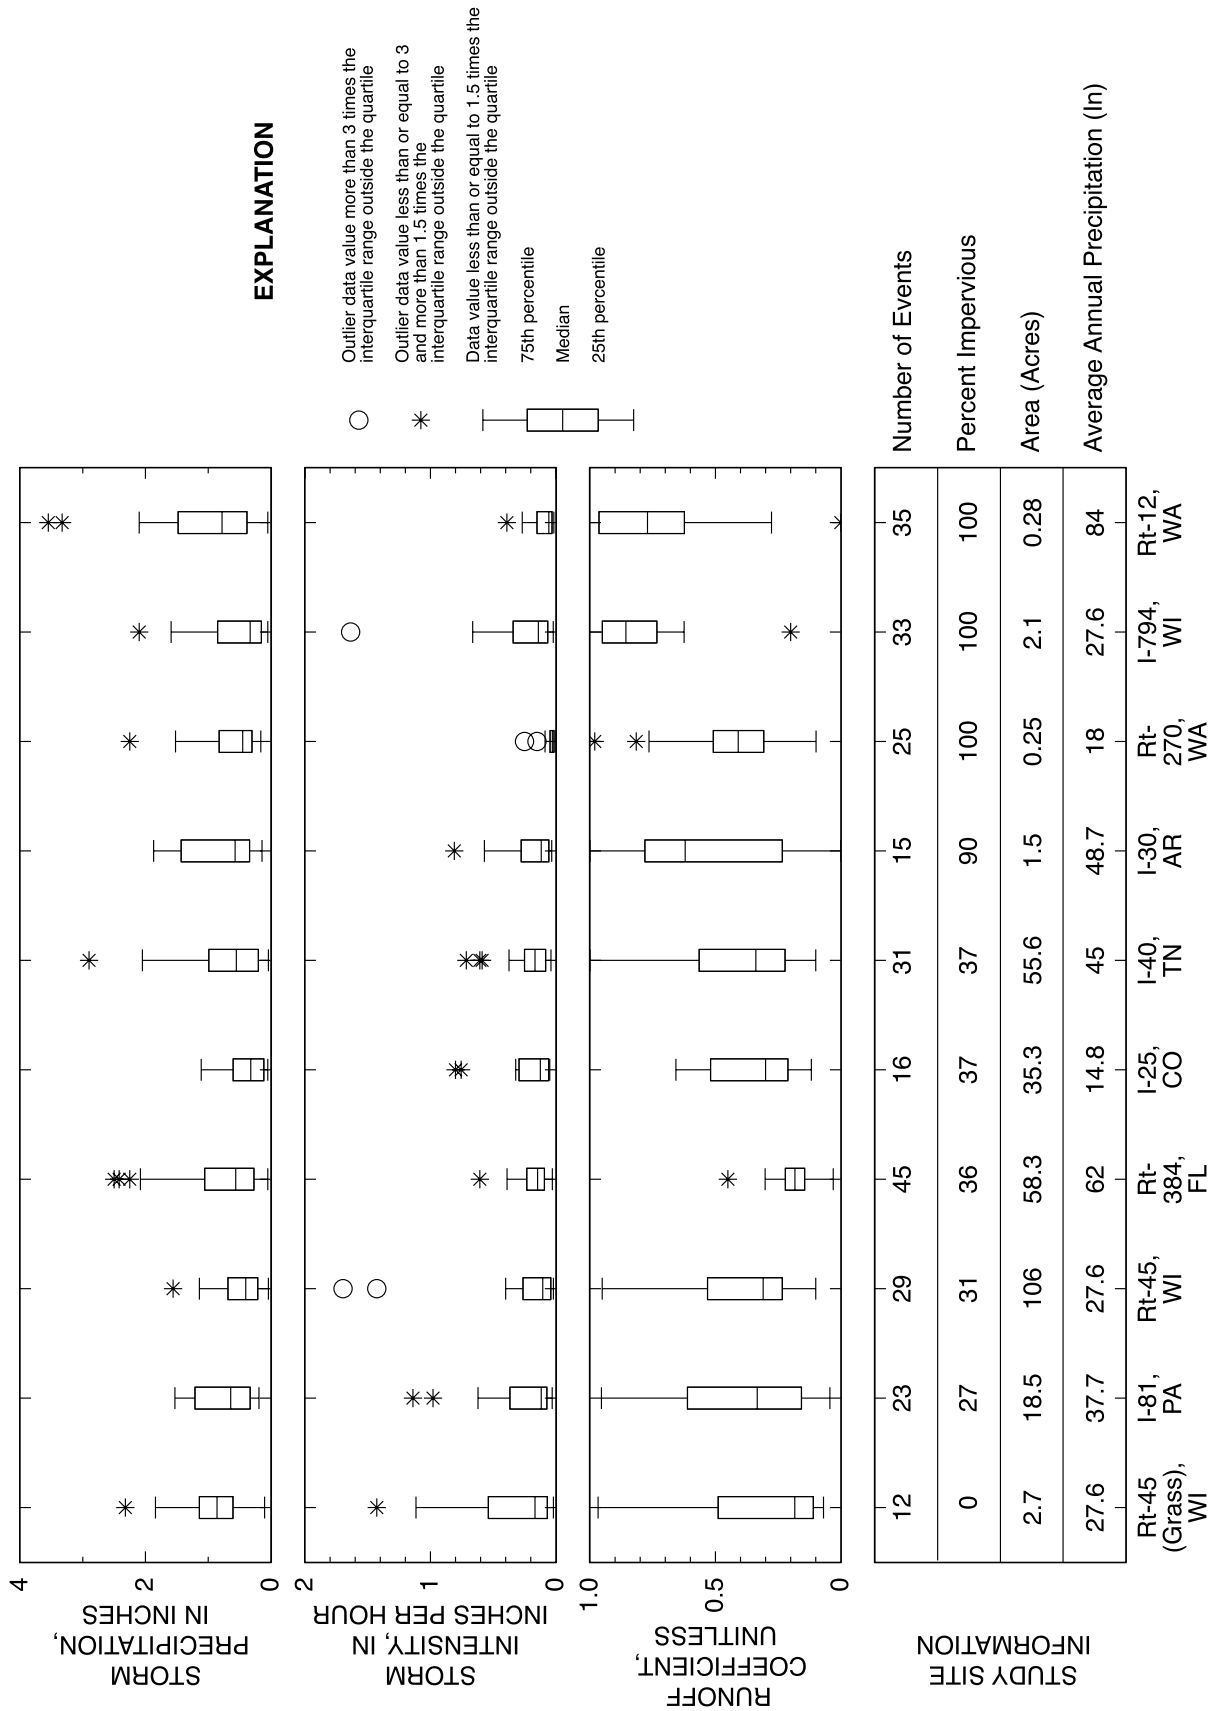 STORM
PRECIPITATION,
IN INCHES
4
2
0
STORM
INTENSITY, IN
INCHES PER HOUR
2
1
0
RUNOFF
COEFFICIENT,
UNITLESS
1.0
0.5
0
STUDY SITE
INFORMATION
12 23 29 45 16 31 15 25 33 35 Number of Events
0 27 31 36 37 37 90 100 100 100 Percent Impervious
2.7 18.5 106 58.3 35.3 55.6 1.5 0.25 2.1 0.28 Area (Acres)
27.6 37.7 27.6 62 14.8 45 48.7 18 27.6 84 Average Annual Precipitation (In)
Rt-45
(Grass),
WI
I-81,
PA
Rt-45,
WI
Rt-
384,
FL
I-25,
CO
I-40,
TN
I-30,
AR
Rt-
270,
WA
I-794,
WI
Rt-12,
WA
EXPLANATION
Outlier data value more than 3 times the
interquartile range outside the quartile
Outlier data value less than or equal to 3
and more than 1.5 times the
interquartile range outside the quartile
Data value less than or equal to 1.5 times the
interquartile range outside the quartile
75th percentile
Median
25th percentile